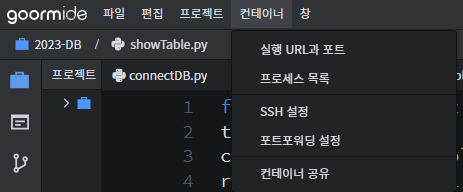 goormide 파일 편집 프로젝트 컨테이너 창
2023-DB / showTable.py
프로젝트 connectDB.py
실행 URL과 포트
프로세스 목록
SSH 설정
포트포워딩 설정
컨테이너 공유
1 f
2 t
3 c
4 r